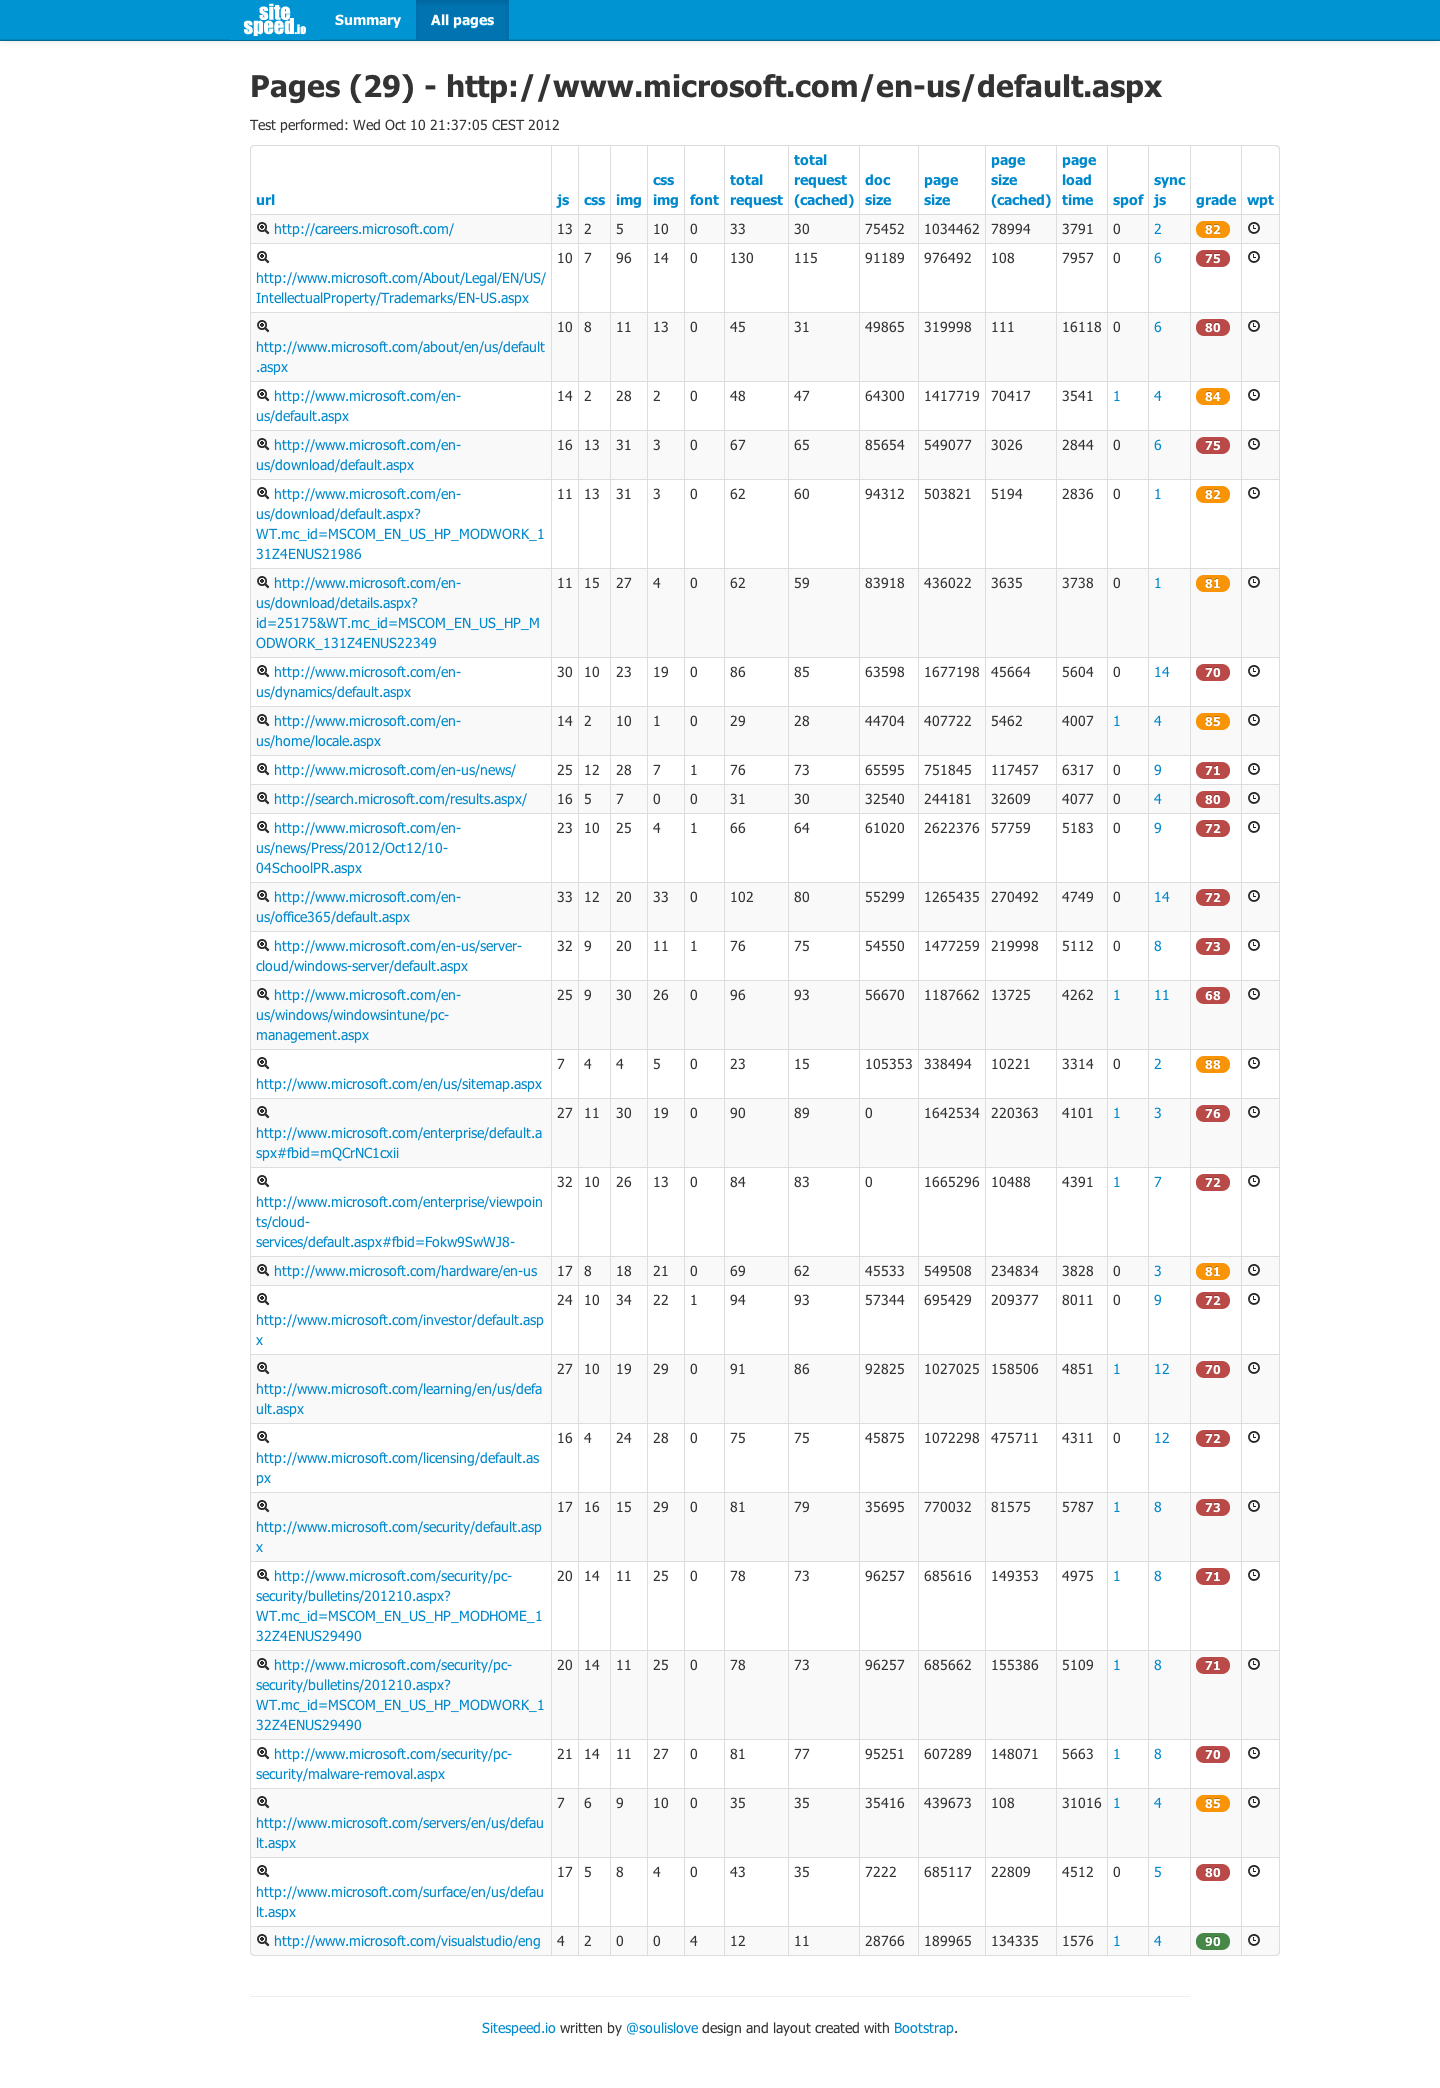 site
speed.io
Summary
All pages
Pages (29) - http://www.microsoft.com/en-us/default.aspx
Test performed: Wed Oct 10 21:37:05 CEST 2012
url js css img css img font total request total request (cached) doc size page size page size (cached) page load time spof sync js grade wpt
http://careers.microsoft.com/ 13 2 5 10 0 33 30 75452 1034462 78994 3791 0 2 82
10 7 96 14 0 130 115 91189 976492 108 7957 0 6 75
http://www.microsoft.com/About/Legal/EN/US/
IntellectualProperty/Trademarks/EN-US.aspx
10 8 11 13 0 45 31 49865 319998 111 16118 0 6 80
http://www.microsoft.com/about/en/us/default
.aspx
http://www.microsoft.com/en- 14 2 28 2 0 48 47 64300 1417719 70417 3541 1 4 84
us/default.aspx
http://www.microsoft.com/en- 16 13 31 3 0 67 65 85654 549077 3026 2844 0 6 75
us/download/default.aspx
http://www.microsoft.com/en- 11 13 31 3 0 62 60 94312 503821 5194 2836 0 1 82
us/download/default.aspx?
WT.mc_id=MSCOM_EN_US_HP_MODWORK_1
31Z4ENUS21986
http://www.microsoft.com/en- 11 15 27 4 0 62 59 83918 436022 3635 3738 0 1 81
us/download/details.aspx?
id=25175&WT.mc_id=MSCOM_EN_US_HP_M
ODWORK_131Z4ENUS22349
http://www.microsoft.com/en- 30 10 23 19 0 86 85 63598 1677198 45664 5604 0 14 70
us/dynamics/default.aspx
http://www.microsoft.com/en- 14 2 10 1 0 29 28 44704 407722 5462 4007 1 4 85
us/home/locale.aspx
http://www.microsoft.com/en-us/news/ 25 12 28 7 1 76 73 65595 751845 117457 6317 0 9 71
http://search.microsoft.com/results.aspx/ 16 5 7 0 0 31 30 32540 244181 32609 4077 0 4 80
http://www.microsoft.com/en- 23 10 25 4 1 66 64 61020 2622376 57759 5183 0 9 72
us/news/Press/2012/Oct12/10-
04SchoolPR.aspx
http://www.microsoft.com/en- 33 12 20 33 0 102 80 55299 1265435 270492 4749 0 14 72
us/office365/default.aspx
http://www.microsoft.com/en-us/server- 32 9 20 11 1 76 75 54550 1477259 219998 5112 0 8 73
cloud/windows-server/default.aspx
http://www.microsoft.com/en- 25 9 30 26 0 96 93 56670 1187662 13725 4262 1 11 68
us/windows/windowsintune/pc-
management.aspx
7 4 4 5 0 23 15 105353 338494 10221 3314 0 2 88
http://www.microsoft.com/en/us/sitemap.aspx
27 11 30 19 0 90 89 0 1642534 220363 4101 1 3 76
http://www.microsoft.com/enterprise/default.a
spx#fbid=mQCrNC1cxii
32 10 26 13 0 84 83 0 1665296 10488 4391 1 7 72
http://www.microsoft.com/enterprise/viewpoin
ts/cloud-
services/default.aspx#fbid=Fokw9SwWJ8-
http://www.microsoft.com/hardware/en-us 17 8 18 21 0 69 62 45533 549508 234834 3828 0 3 81
24 10 34 22 1 94 93 57344 695429 209377 8011 0 9 72
http://www.microsoft.com/investor/default.asp
x
27 10 19 29 0 91 86 92825 1027025 158506 4851 1 12 70
http://www.microsoft.com/learning/en/us/defa
ult.aspx
16 4 24 28 0 75 75 45875 1072298 475711 4311 0 12 72
http://www.microsoft.com/licensing/default.as
px
17 16 15 29 0 81 79 35695 770032 81575 5787 1 8 73
http://www.microsoft.com/security/default.asp
x
http://www.microsoft.com/security/pc- 20 14 11 25 0 78 73 96257 685616 149353 4975 1 8 71
security/bulletins/201210.aspx?
WT.mc_id=MSCOM_EN_US_HP_MODHOME_1
32Z4ENUS29490
http://www.microsoft.com/security/pc- 20 14 11 25 0 78 73 96257 685662 155386 5109 1 8 71
security/bulletins/201210.aspx?
WT.mc_id=MSCOM_EN_US_HP_MODWORK_1
32Z4ENUS29490
http://www.microsoft.com/security/pc- 21 14 11 27 0 81 77 95251 607289 148071 5663 1 8 70
security/malware-removal.aspx
7 6 9 10 0 35 35 35416 439673 108 31016 1 4 85
http://www.microsoft.com/servers/en/us/defau
lt.aspx
17 5 8 4 0 43 35 7222 685117 22809 4512 0 5 80
http://www.microsoft.com/surface/en/us/defau
lt.aspx
http://www.microsoft.com/visualstudio/eng 4 2 0 0 4 12 11 28766 189965 134335 1576 1 4 90
Sitespeed.io written by @soulislove design and layout created with Bootstrap.